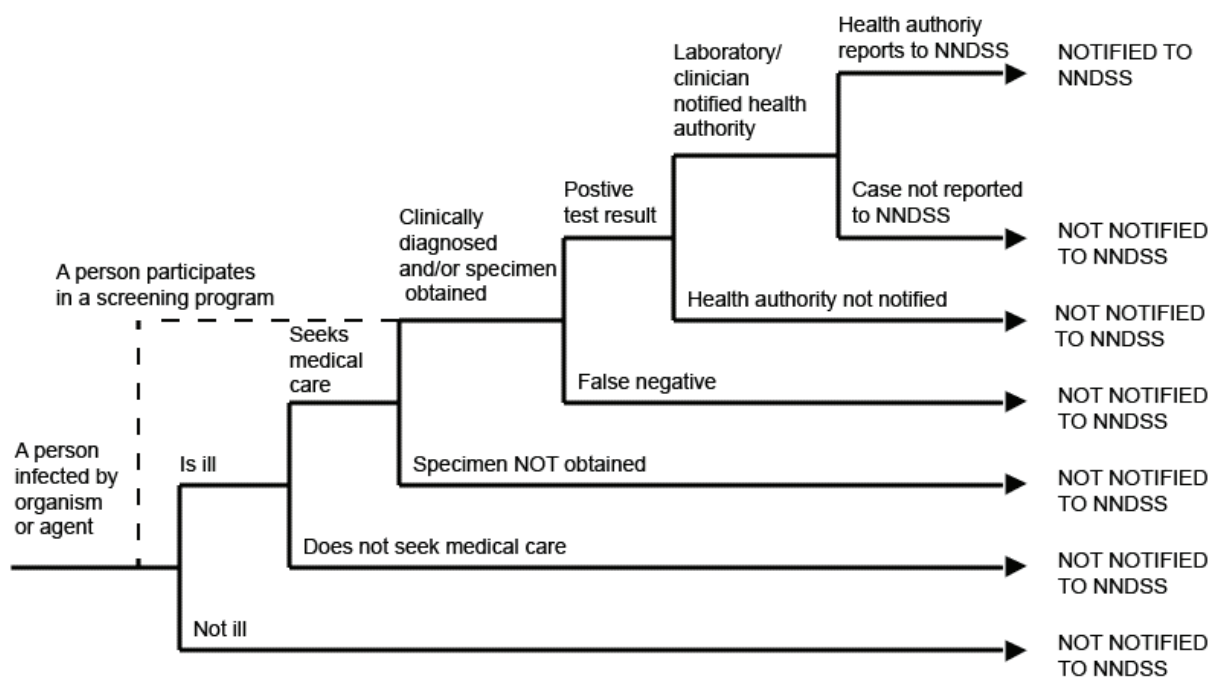 Health authoriy
reports to NNDSS
NOTIFIED TO
NNDSS
Laboratory/
clinician
notified health
authority
Case not reported
to NNDSS
NOT NOTIFIED
TO NNDSS
Postive
test result
Health authority not notified
NOT NOTIFIED
TO NNDSS
Clinically
diagnosed
and/or specimen
obtained
False negative
NOT NOTIFIED
TO NNDSS
A person participates
in a screening program
Seeks
medical
care
Specimen NOT obtained
NOT NOTIFIED
TO NNDSS
A person
infected by
organism
or agent
Is ill
Does not seek medical care
NOT NOTIFIED
TO NNDSS
Not ill
NOT NOTIFIED
TO NNDSS